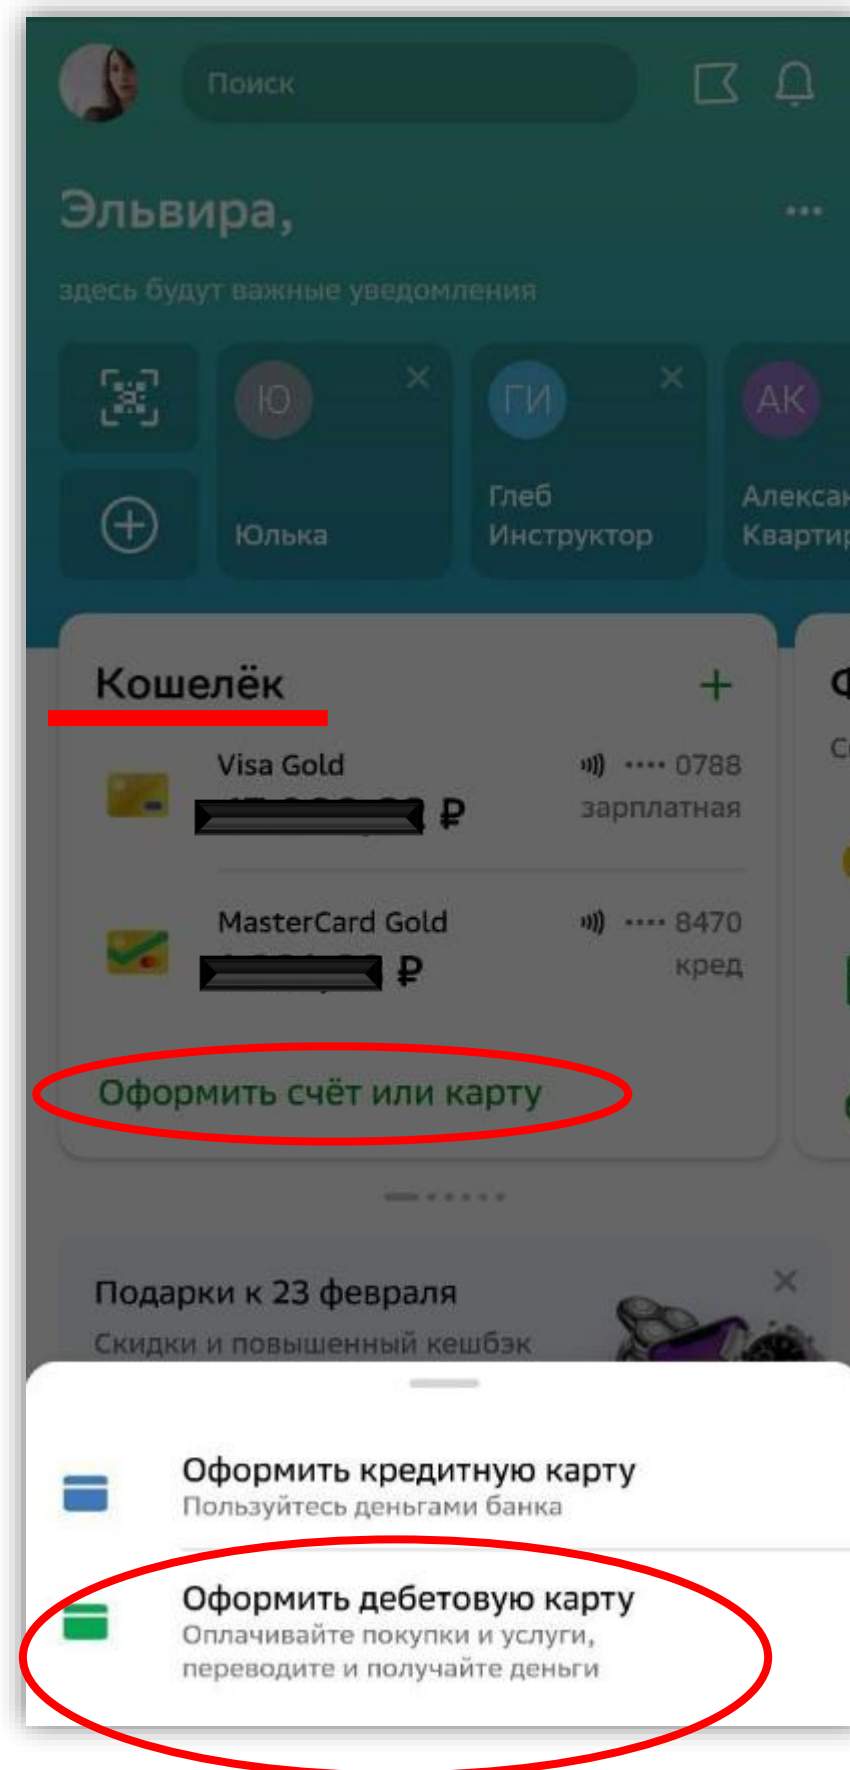 Поиск
Эльвира,
здесь будут важные уведомления
Ю
ГИ
АК
Юлька
Глеб
Инструктор
Алексан
Квартир
Кошелёк
+
Visa Gold
•••• 0788
₽
зарплатная
MasterCard Gold
•••• 8470
₽
кред
Оформить счёт или карту
Подарки к 23 февраля
Скидки и повышенный кешбэк
Оформить кредитную карту
Пользуйтесь деньгами банка
Оформить дебетовую карту
Оплачивайте покупки и услуги,
переводите и получайте деньги